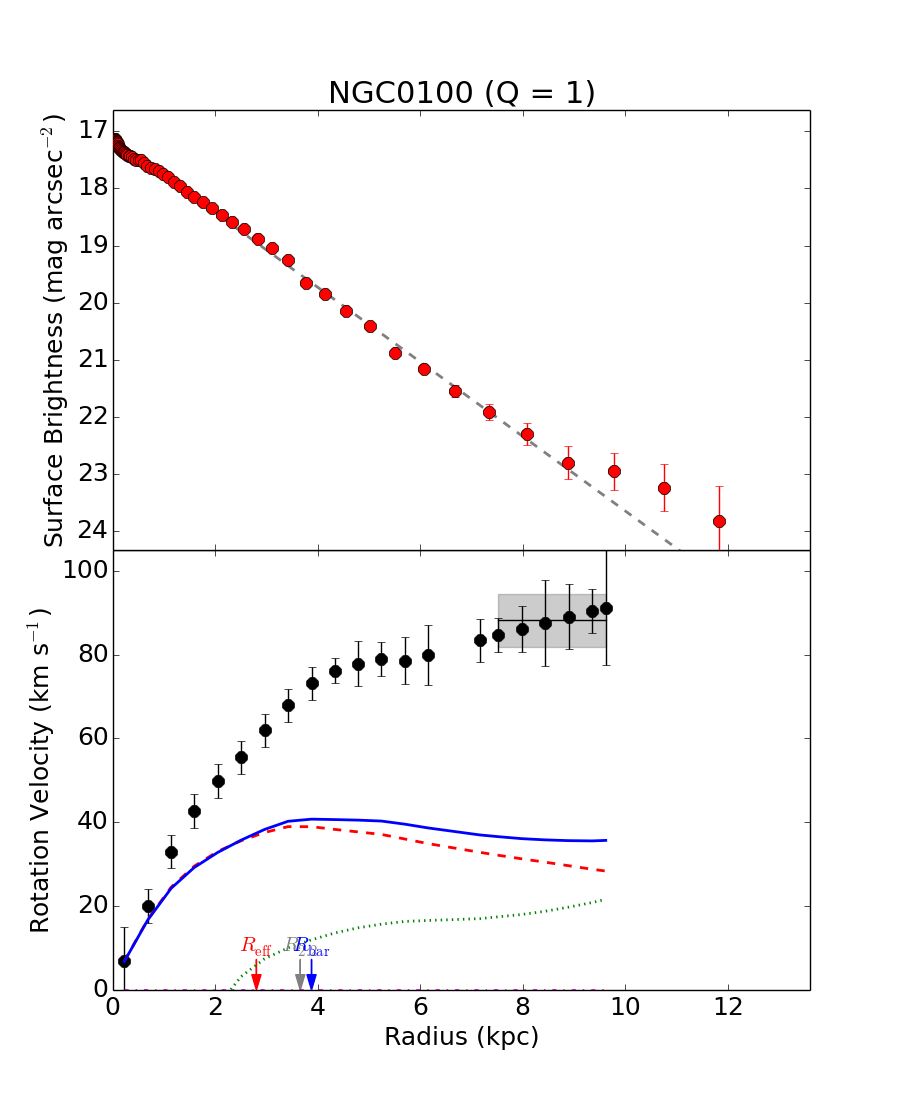 NGC0100 (Q = 1)
Surface Brightness (mag arcsec⁻²)
17
18
19
20
21
22
23
24
Rotation Velocity (km s⁻¹)
100
80
60
40
20
0
R_eff
R_bar
0 2 4 6 8 10 12
Radius (kpc)